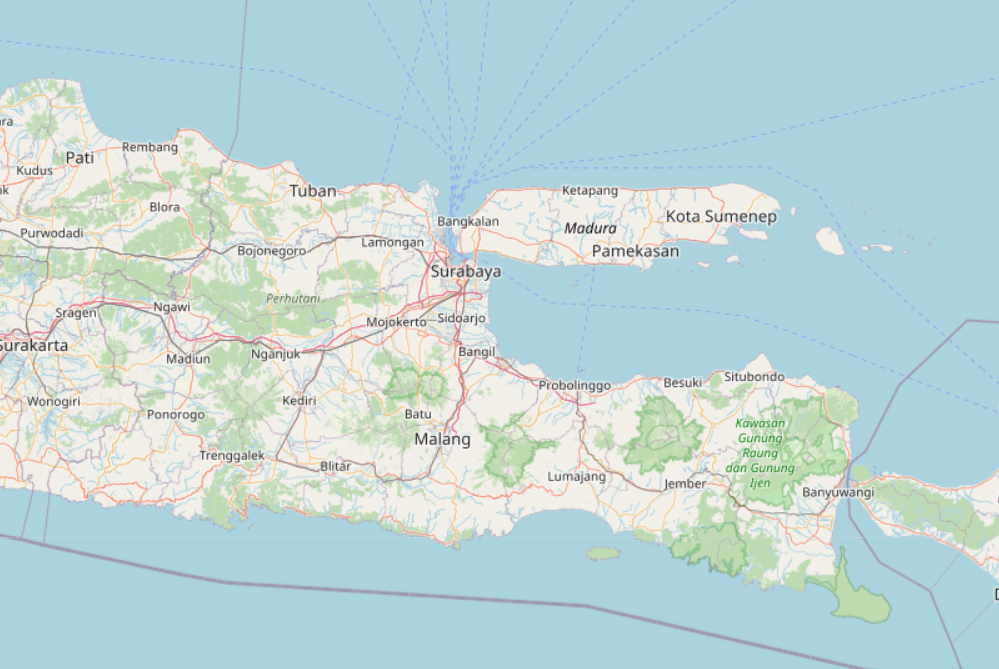 Pati
Rembang
Kudus
Tuban
Ketapang
Blora
Kota Sumenep
Bangkalan
Madura
Purwodadi
Lamongan
Bojonegoro
Pamekasan
Surabaya
Perhutani
Ngawi
Sragen
Mojokerto
Sidoarjo
Surakarta
Madiun
Nganjuk
Bangil
Probolinggo
Besuki
Situbondo
Wonogiri
Kediri
Ponorogo
Batu
Malang
Kawasan
Gunung
Raung
dan Gunung
Ijen
Trenggalek
Blitar
Lumajang
Jember
Banyuwangi